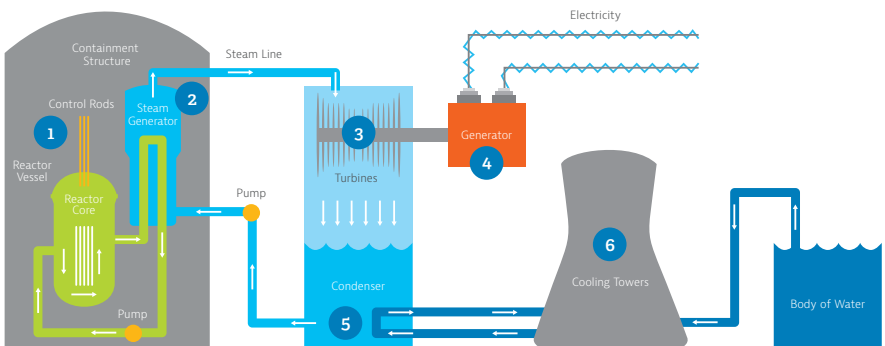 Electricity
Containment
Structure
Steam Line
Control Rods
1
2
Steam
Generator
3
Generator
4
Reactor
Vessel
Turbines
Reactor
Core
Pump
6
Condenser
Cooling Towers
Body of Water
Pump
5